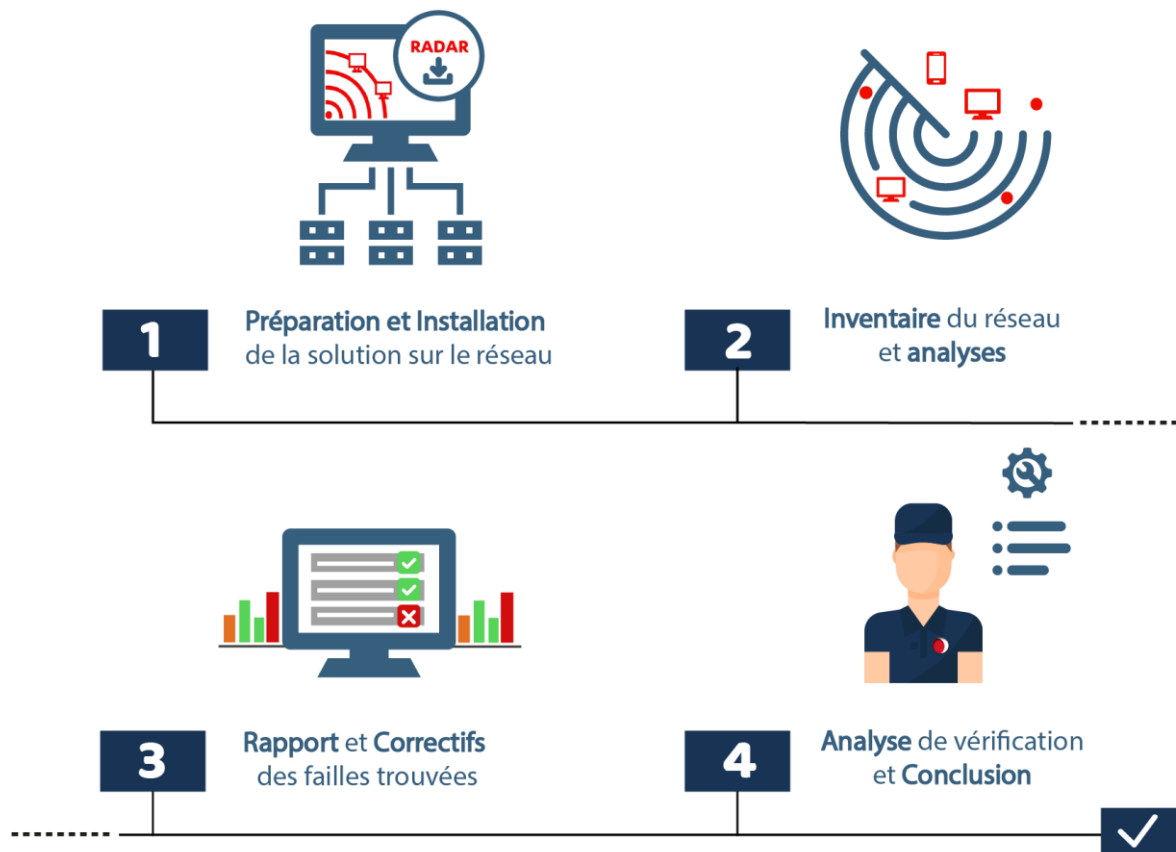 RADAR
1
Préparation et Installation
de la solution sur le réseau
2
Inventaire du réseau
et analyses
3
Rapport et Correctifs
des failles trouvées
4
Analyse de vérification
et Conclusion